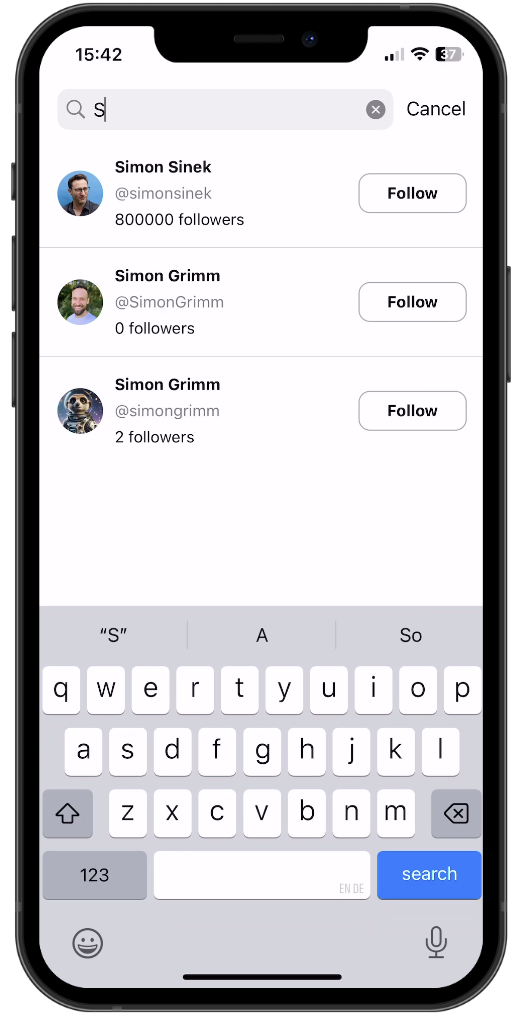 15:42
37
S
Cancel
Simon Sinek
@simonsinek
800000 followers
Follow
Simon Grimm
@SimonGrimm
0 followers
Follow
Simon Grimm
@simongrimm
2 followers
Follow
“S” A So
q w e r t y u i o p
a s d f g h j k l
z x c v b n m
123
EN DE
search